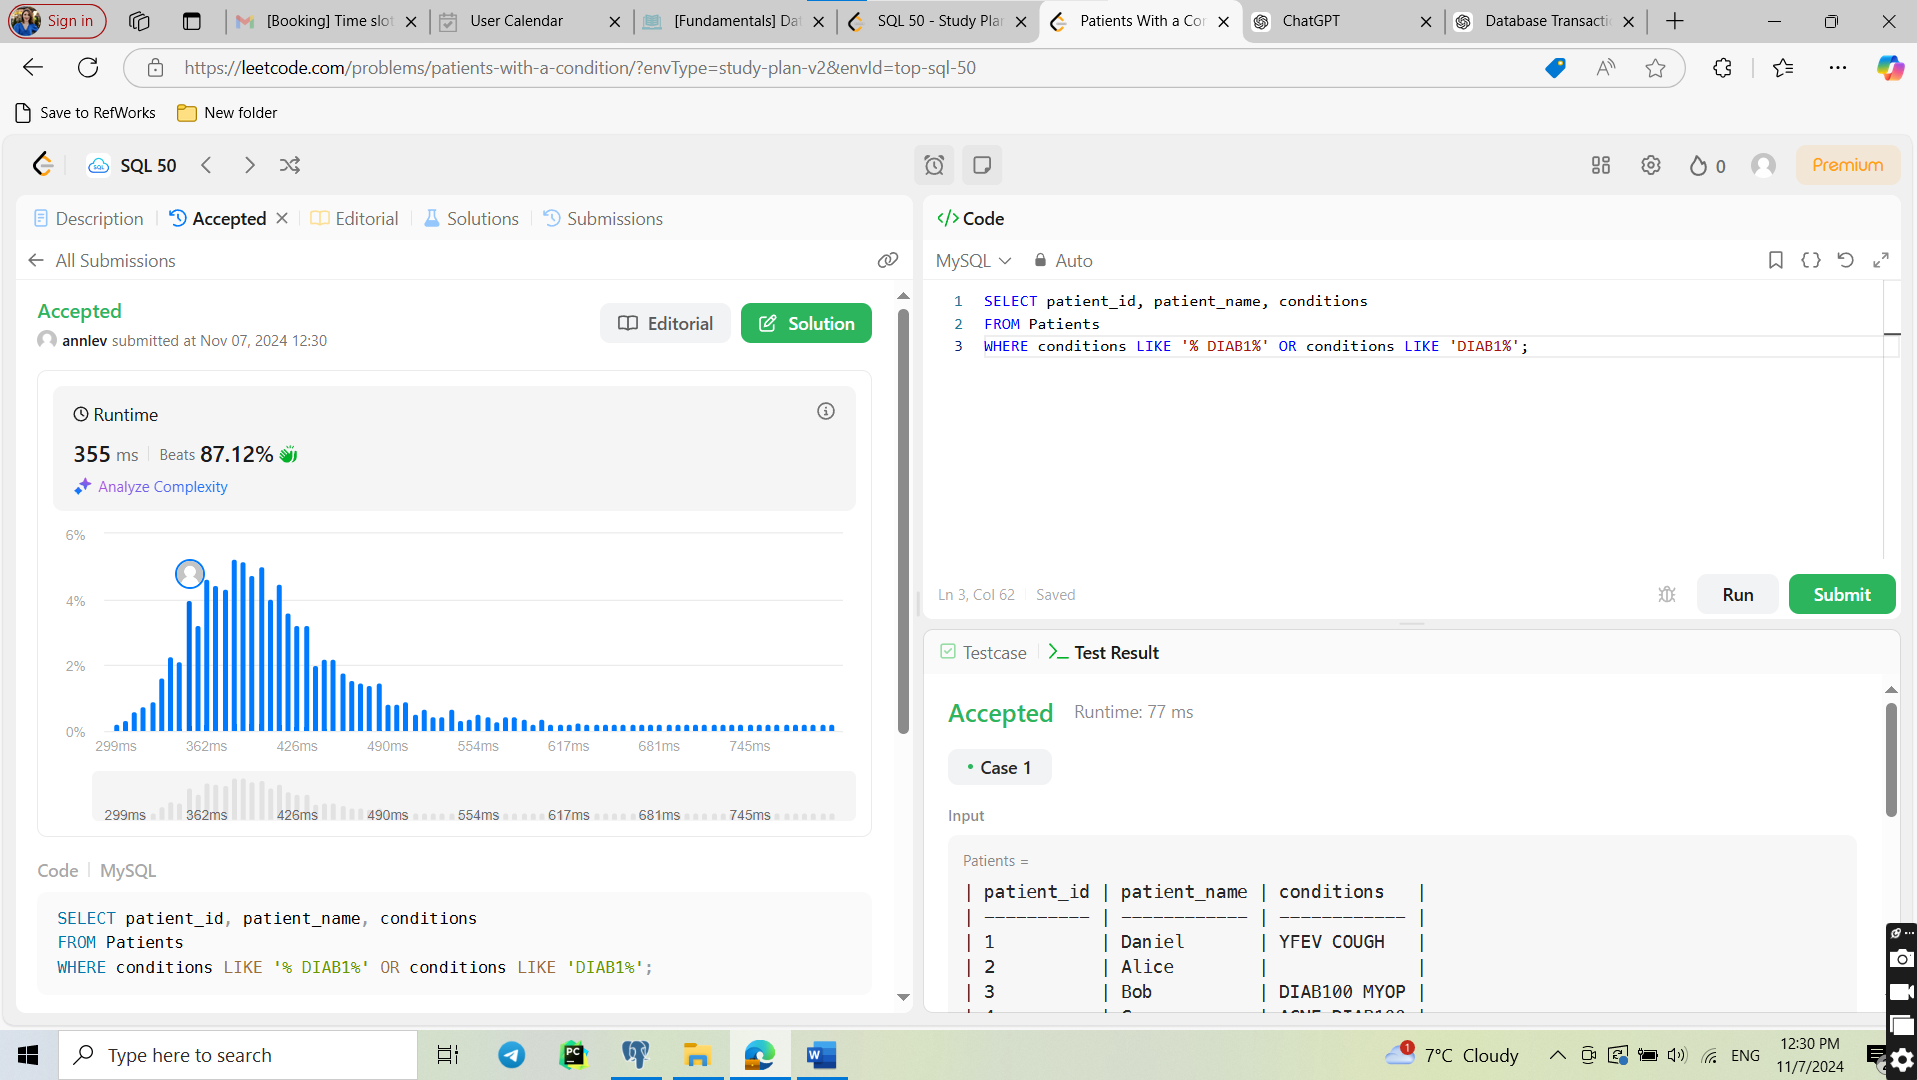 Sign in
[Booking] Time slot
User Calendar
[Fundamentals] Dat
SQL 50 - Study Plan
Patients With a Con
ChatGPT
Database Transactio
https://leetcode.com/problems/patients-with-a-condition/?envType=study-plan-v2&envId=top-sql-50
Save to RefWorks
New folder
SQL 50
0
Premium
Description
Accepted
Editorial
Solutions
Submissions
All Submissions
Accepted
annlev submitted at Nov 07, 2024 12:30
Editorial
Solution
Runtime
355 ms
Beats 87.12%
Analyze Complexity
6%
4%
2%
0%
299ms 362ms 426ms 490ms 554ms 617ms 681ms 745ms
299ms 362ms 426ms 490ms 554ms 617ms 681ms 745ms
Code
MySQL
SELECT patient_id, patient_name, conditions
FROM Patients
WHERE conditions LIKE '% DIAB1%' OR conditions LIKE 'DIAB1%';
</> Code
MySQL
Auto
1 SELECT patient_id, patient_name, conditions
2 FROM Patients
3 WHERE conditions LIKE '% DIAB1%' OR conditions LIKE 'DIAB1%';
Ln 3, Col 62
Saved
Run
Submit
Testcase
Test Result
Accepted
Runtime: 77 ms
Case 1
Input
Patients =
| patient_id | patient_name | conditions |
| ---------- | ------------ | ------------ |
| 1 | Daniel | YFEV COUGH |
| 2 | Alice | |
| 3 | Bob | DIAB100 MYOP |
Type here to search
PC
W
1
7°C Cloudy
ENG
12:30 PM
11/7/2024